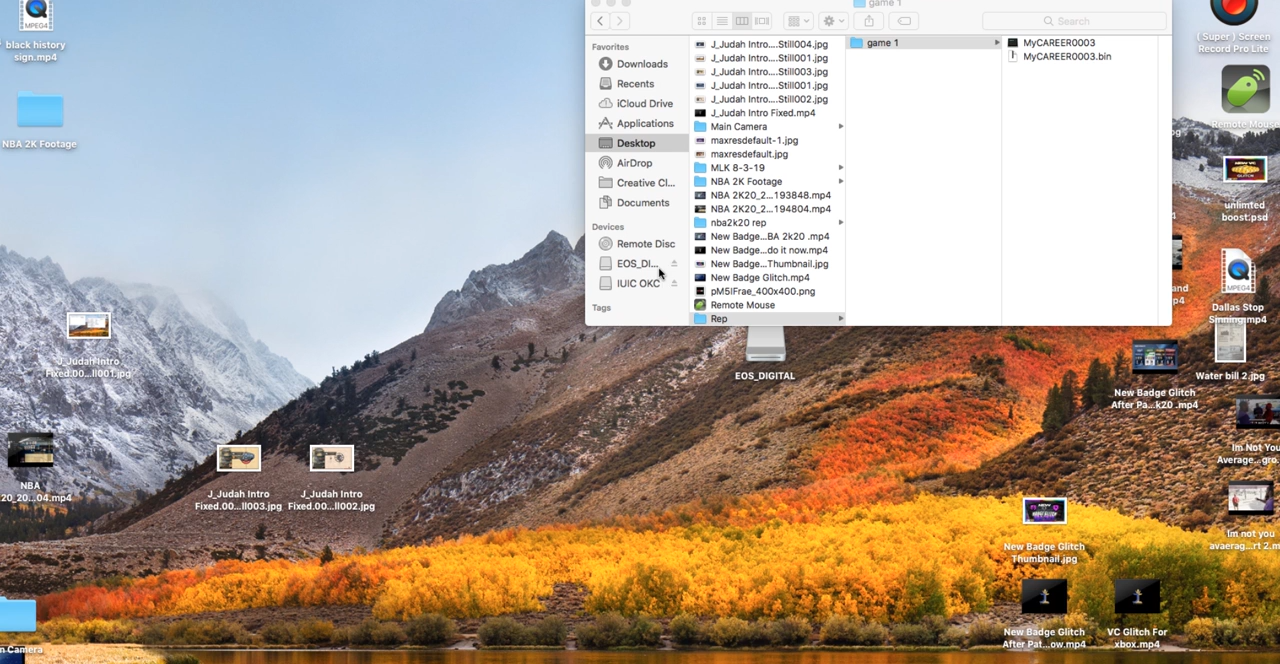 black history
sign.mp4
NBA 2K Footage
J_Judah Intro
Fixed.00...ll001.jpg
NBA
20_20...04.mp4
J_Judah Intro
Fixed.00...ll003.jpg
J_Judah Intro
Fixed.00...ll002.jpg
n Camera
game 1
Search
Favorites
Downloads
Recents
iCloud Drive
Applications
Desktop
AirDrop
Creative Cl...
Documents
Devices
Remote Disc
EOS_DI...
IUIC OKC
Tags
J_Judah Intro....Still004.jpg
J_Judah Intro....Still001.jpg
J_Judah Intro....Still003.jpg
J_Judah Intro....Still001.jpg
J_Judah Intro....Still002.jpg
J_Judah Intro Fixed.mp4
Main Camera
maxresdefault-1.jpg
maxresdefault.jpg
MLK 8-3-19
NBA 2K Footage
NBA 2K20_2...193848.mp4
NBA 2K20_2...194804.mp4
nba2k20 rep
New Badge...BA 2k20 .mp4
New Badge...do it now.mp4
New Badge...Thumbnail.jpg
New Badge Glitch.mp4
pM5IFrae_400x400.png
Remote Mouse
Rep
game 1
MyCAREER0003
MyCAREER0003.bin
EOS_DIGITAL
( Super ) Screen
Record Pro Lite
Remote Mouse
unlimted
boost.psd
MPEG4
MPEG4
Dallas Stop
Sinning.mp4
Water bill 2.jpg
New Badge Glitch
After Pa...k20 .mp4
Im Not You
Average...gro.
Im not you
avaerag...rt 2.m
New Badge Glitch
Thumbnail.jpg
New Badge Glitch
After Pat...ow.mp4
VC Glitch For
xbox.mp4